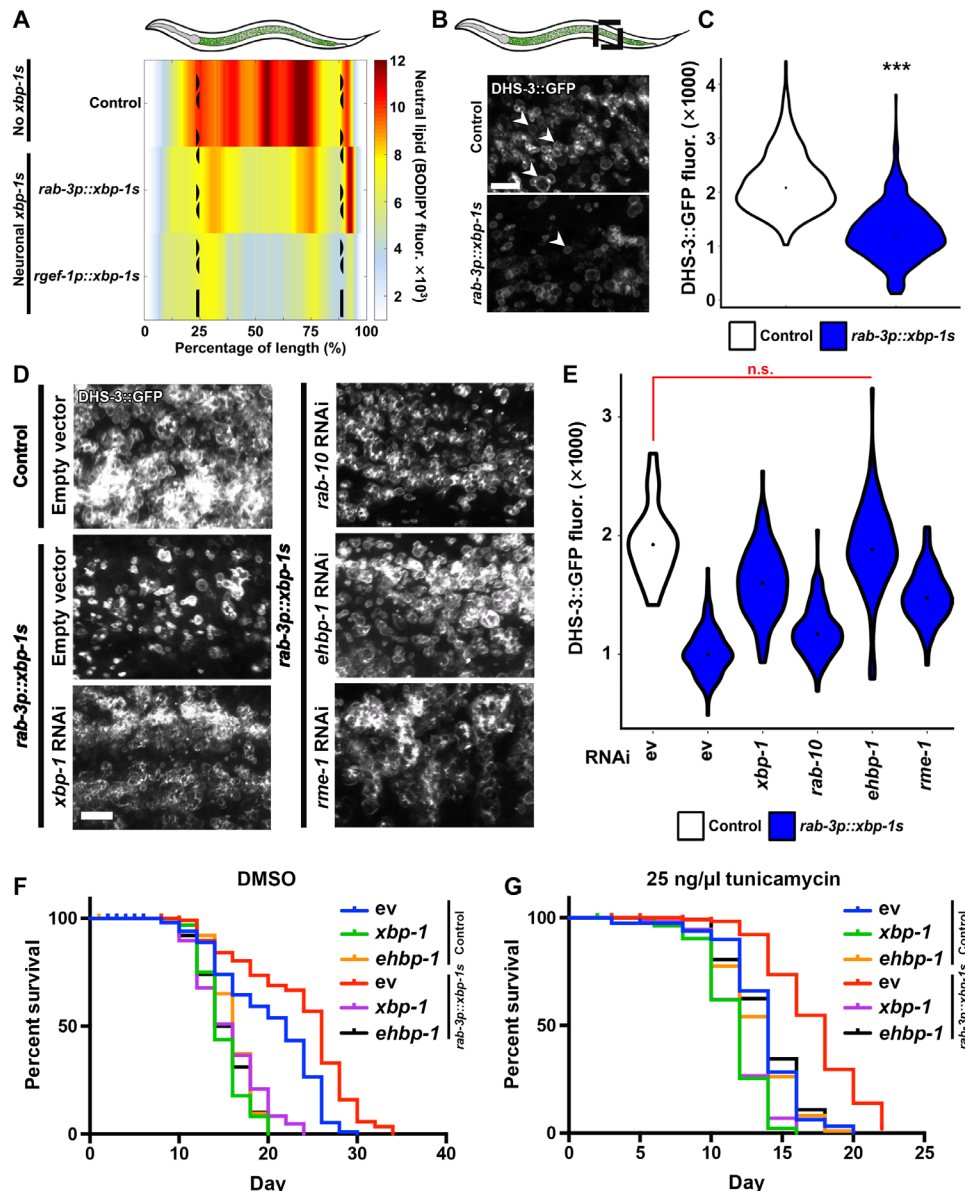 A
No xbp-1s
Neuronal xbp-1s
Control
rab-3p::xbp-1s
rgef-1p::xbp-1s
0 25 50 75 100
Percentage of length (%)
12
10
8
6
4
2
Neutral lipid (BODIPY fluor. ×10³)
B
DHS-3::GFP
Control
rab-3p::xbp-1s
C
***
DHS-3::GFP fluor. (×1000)
4
3
2
1
0
Control rab-3p::xbp-1s
D
Control
rab-3p::xbp-1s
DHS-3::GFP
Empty vector
Empty vector
xbp-1 RNAi
rab-3p::xbp-1s
rab-10 RNAi
ehbp-1 RNAi
rme-1 RNAi
E
n.s.
DHS-3::GFP fluor. (×1000)
3
2
1
RNAi
ev
ev
xbp-1
rab-10
ehbp-1
rme-1
Control rab-3p::xbp-1s
F
DMSO
Percent survival
100
50
0
0 10 20 30 40
Day
ev
xbp-1
ehbp-1
Control
ev
xbp-1
ehbp-1
rab-3p::xbp-1s
G
25 ng/µl tunicamycin
Percent survival
100
50
0
0 5 10 15 20 25
Day
ev
xbp-1
ehbp-1
Control
ev
xbp-1
ehbp-1
rab-3p::xbp-1s